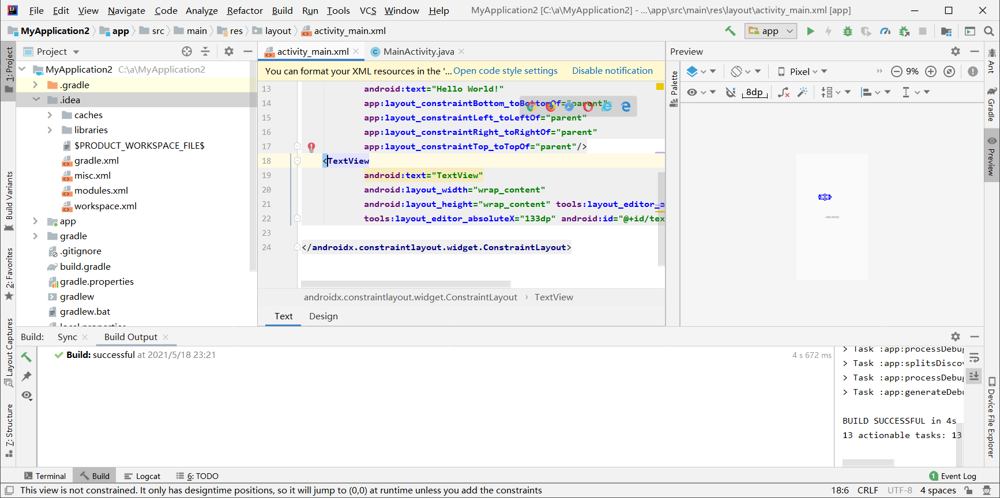 File Edit View Navigate Code Analyze Refactor Build Run Tools VCS Window Help MyApplication2 [C:\a\MyApplication2] - ...\app\src\main\res\layout\activity_main.xml [app]
MyApplication2 app src main res layout activity_main.xml app
1: Project
Build Variants
2: Favorites
Layout Captures
7: Structure
Project
MyApplication2 C:\a\MyApplication2
.gradle
.idea
caches
libraries
$PRODUCT_WORKSPACE_FILE$
gradle.xml
misc.xml
modules.xml
workspace.xml
app
gradle
.gitignore
build.gradle
gradle.properties
gradlew
gradlew.bat
local.properties
activity_main.xml MainActivity.java
You can format your XML resources in the '... Open code style settings Disable notification
13 android:text="Hello World!"
14 app:layout_constraintBottom_toBottomOf="parent"
15 app:layout_constraintLeft_toLeftOf="parent"
16 app:layout_constraintRight_toRightOf="parent"
17 app:layout_constraintTop_toTopOf="parent"/>
18 <TextView
19 android:text="TextView"
20 android:layout_width="wrap_content"
21 android:layout_height="wrap_content" tools:layout_editor_a
22 tools:layout_editor_absoluteX="133dp" android:id="@+id/tex
23
24 </androidx.constraintlayout.widget.ConstraintLayout>
androidx.constraintlayout.widget.ConstraintLayout › TextView
Text Design
Preview
Palette
Pixel 9%
8dp
Ant
Gradle
Preview
Device File Explorer
Build: Sync Build Output
Build: successful at 2021/5/18 23:21 4 s 672 ms
> Task :app:processDebug
> Task :app:splitsDiscov
> Task :app:processDebug
> Task :app:generateDebu
BUILD SUCCESSFUL in 4s
13 actionable tasks: 13
Terminal Build Logcat 6: TODO 1 Event Log
This view is not constrained. It only has designtime positions, so it will jump to (0,0) at runtime unless you add the constraints 18:6 CRLF UTF-8 4 spaces